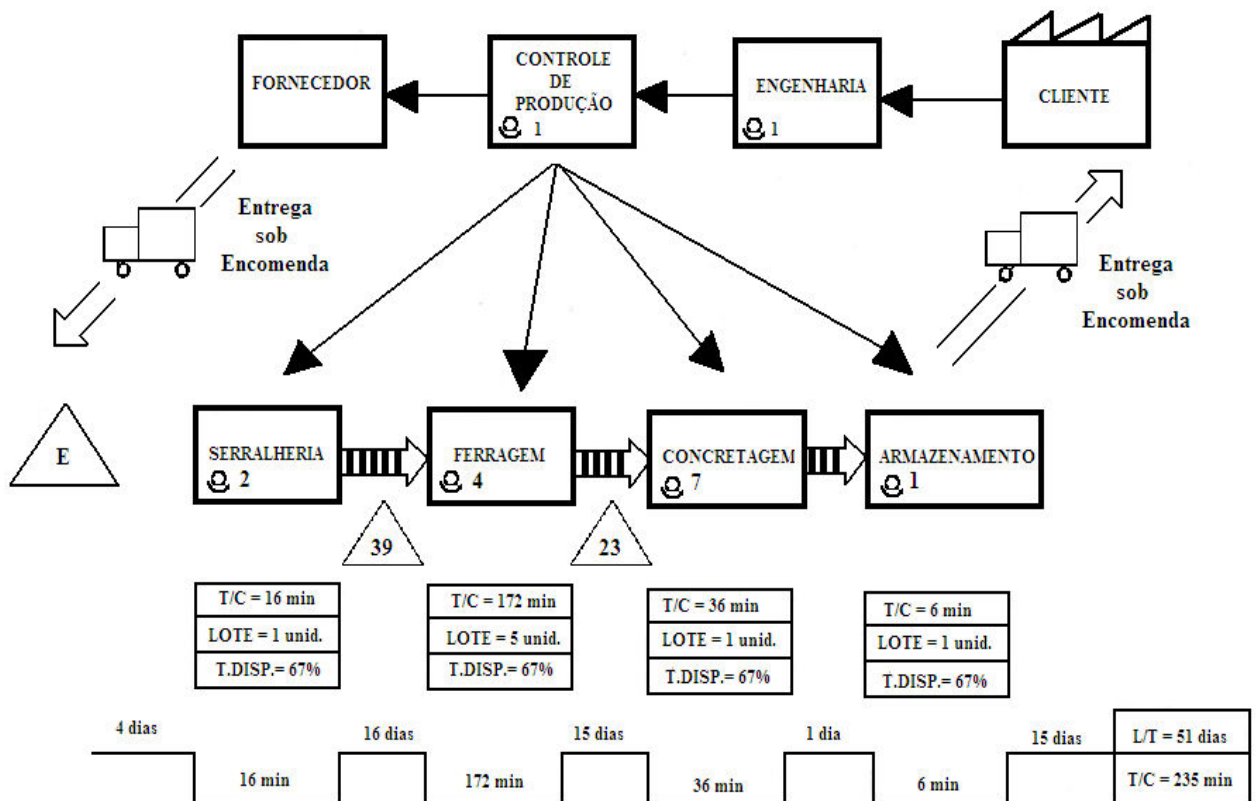 FORNECEDOR
CONTROLE
DE
PRODUÇÃO
1
ENGENHARIA
1
CLIENTE
Entrega
sob
Encomenda
Entrega
sob
Encomenda
E
SERRALHERIA
2
FERRAGEM
4
CONCRETAGEM
7
ARMAZENAMENTO
1
39
23
T/C = 16 min
LOTE = 1 unid.
T.DISP.= 67%
T/C = 172 min
LOTE = 5 unid.
T.DISP.= 67%
T/C = 36 min
LOTE = 1 unid.
T.DISP.= 67%
T/C = 6 min
LOTE = 1 unid.
T.DISP.= 67%
4 dias
16 dias
15 dias
1 dia
15 dias
L/T = 51 dias
16 min
172 min
36 min
6 min
T/C = 235 min